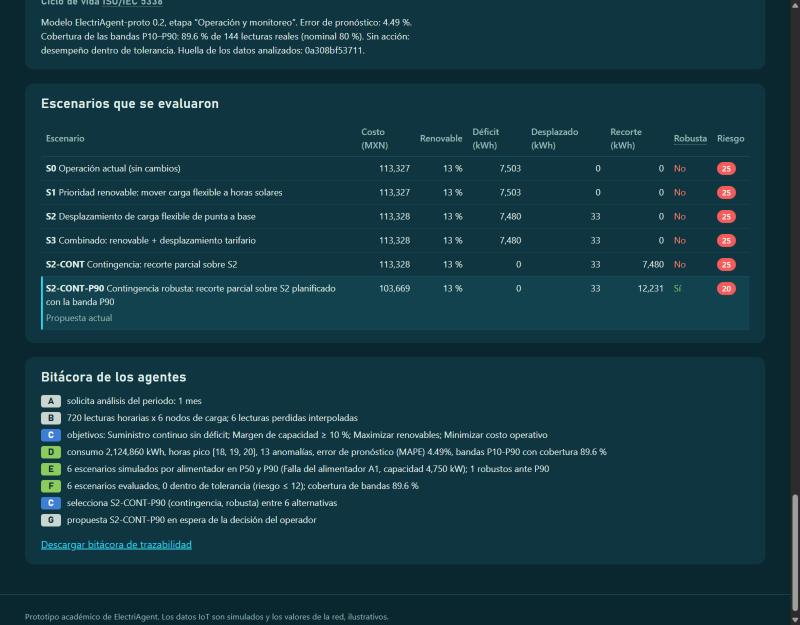 Ciclo de vida ISO/IEC 5338
Modelo ElectriAgent-proto 0.2, etapa "Operación y monitoreo". Error de pronóstico: 4.49 %.
Cobertura de las bandas P10–P90: 89.6 % de 144 lecturas reales (nominal 80 %). Sin acción:
desempeño dentro de tolerancia. Huella de los datos analizados: 0a308bf53711.
Escenarios que se evaluaron
Escenario Costo (MXN) Renovable Déficit (kWh) Desplazado (kWh) Recorte (kWh) Robusta Riesgo
S0 Operación actual (sin cambios) 113,327 13 % 7,503 0 0 No 25
S1 Prioridad renovable: mover carga flexible a horas solares 113,327 13 % 7,503 0 0 No 25
S2 Desplazamiento de carga flexible de punta a base 113,328 13 % 7,480 33 0 No 25
S3 Combinado: renovable + desplazamiento tarifario 113,328 13 % 7,480 33 0 No 25
S2-CONT Contingencia: recorte parcial sobre S2 113,328 13 % 0 33 7,480 No 25
S2-CONT-P90 Contingencia robusta: recorte parcial sobre S2 planificado 103,669 13 % 0 33 12,231 Sí 20
con la banda P90
Propuesta actual
Bitácora de los agentes
A solicita análisis del periodo: 1 mes
B 720 lecturas horarias x 6 nodos de carga; 6 lecturas perdidas interpoladas
C objetivos: Suministro continuo sin déficit; Margen de capacidad ≥ 10 %; Maximizar renovables; Minimizar costo operativo
D consumo 2,124,860 kWh, horas pico [18, 19, 20], 13 anomalías, error de pronóstico (MAPE) 4.49%, bandas P10-P90 con cobertura 89.6 %
E 6 escenarios simulados por alimentador en P50 y P90 (Falla del alimentador A1, capacidad 4,750 kW); 1 robustos ante P90
F 6 escenarios evaluados, 0 dentro de tolerancia (riesgo ≤ 12); cobertura de bandas 89.6 %
C selecciona S2-CONT-P90 (contingencia, robusta) entre 6 alternativas
G propuesta S2-CONT-P90 en espera de la decisión del operador
Descargar bitácora de trazabilidad
Prototipo académico de ElectriAgent. Los datos IoT son simulados y los valores de la red, ilustrativos.